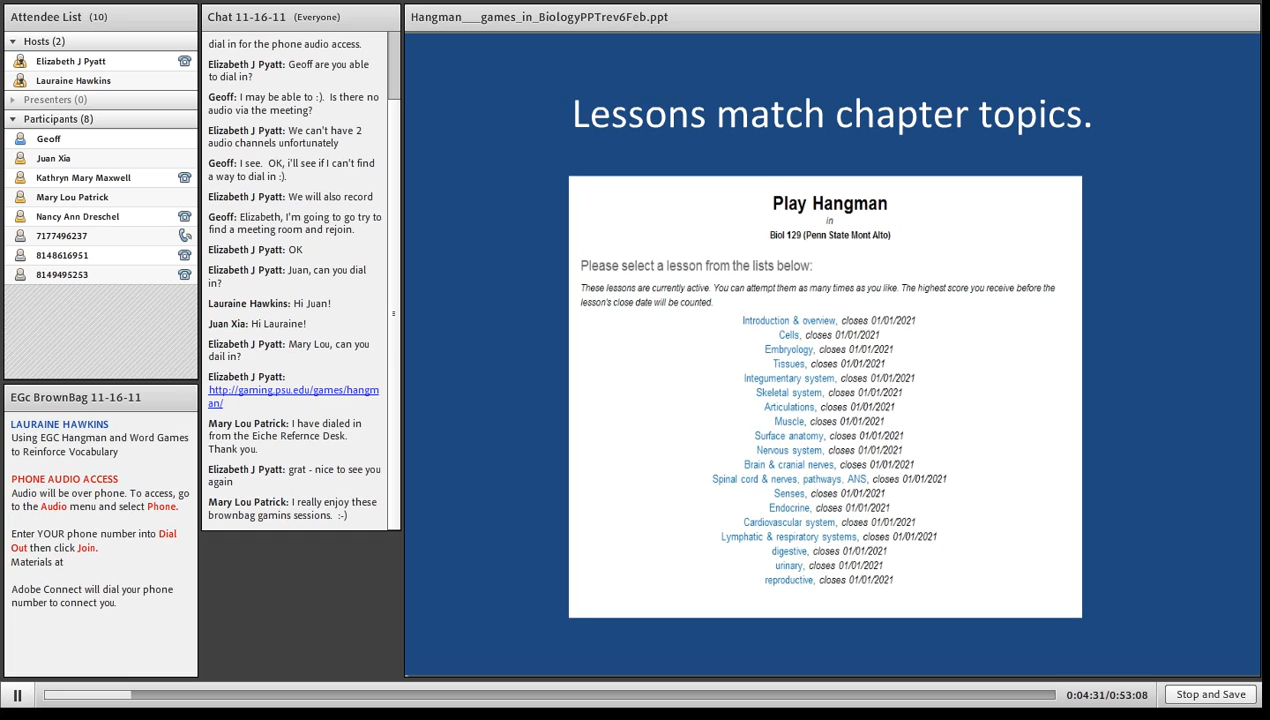 Attendee List (10)
Hosts (2)
Elizabeth J Pyatt
Lauraine Hawkins
Presenters (0)
Participants (8)
Geoff
Juan Xia
Kathryn Mary Maxwell
Mary Lou Patrick
Nancy Ann Dreschel
7177496237
8148616951
8149495253
EGc BrownBag 11-16-11
LAURAINE HAWKINS
Using EGC Hangman and Word Games
to Reinforce Vocabulary
PHONE AUDIO ACCESS
Audio will be over phone. To access, go
to the Audio menu and select Phone.
Enter YOUR phone number into Dial
Out then click Join.
Materials at
Adobe Connect will dial your phone
number to connect you.
Chat 11-16-11 (Everyone)
dial in for the phone audio access.
Elizabeth J Pyatt: Geoff are you able
to dial in?
Geoff: I may be able to :). Is there no
audio via the meeting?
Elizabeth J Pyatt: We can't have 2
audio channels unfortunately
Geoff: I see. OK, i'll see if I can't find
a way to dial in :).
Elizabeth J Pyatt: We will also record
Geoff: Elizabeth, I'm going to go try to
find a meeting room and rejoin.
Elizabeth J Pyatt: OK
Elizabeth J Pyatt: Juan, can you dial
in?
Lauraine Hawkins: Hi Juan!
Juan Xia: Hi Lauraine!
Elizabeth J Pyatt: Mary Lou, can you
dail in?
Elizabeth J Pyatt:
http://gaming.psu.edu/games/hangm
an/
Mary Lou Patrick: I have dialed in
from the Eiche Refernce Desk.
Thank you.
Elizabeth J Pyatt: grat - nice to see you
again
Mary Lou Patrick: I really enjoy these
brownbag gamins sessions. :-)
Hangman___games_in_BiologyPPTrev6Feb.ppt
Lessons match chapter topics.
Play Hangman
in
Biol 129 (Penn State Mont Alto)
Please select a lesson from the lists below:
These lessons are currently active. You can attempt them as many times as you like. The highest score you receive before the
lesson's close date will be counted.
Introduction & overview, closes 01/01/2021
Cells, closes 01/01/2021
Embryology, closes 01/01/2021
Tissues, closes 01/01/2021
Integumentary system, closes 01/01/2021
Skeletal system, closes 01/01/2021
Articulations, closes 01/01/2021
Muscle, closes 01/01/2021
Surface anatomy, closes 01/01/2021
Nervous system, closes 01/01/2021
Brain & cranial nerves, closes 01/01/2021
Spinal cord & nerves, pathways, ANS, closes 01/01/2021
Senses, closes 01/01/2021
Endocrine, closes 01/01/2021
Cardiovascular system, closes 01/01/2021
Lymphatic & respiratory systems, closes 01/01/2021
digestive, closes 01/01/2021
urinary, closes 01/01/2021
reproductive, closes 01/01/2021
0:04:31/0:53:08
Stop and Save